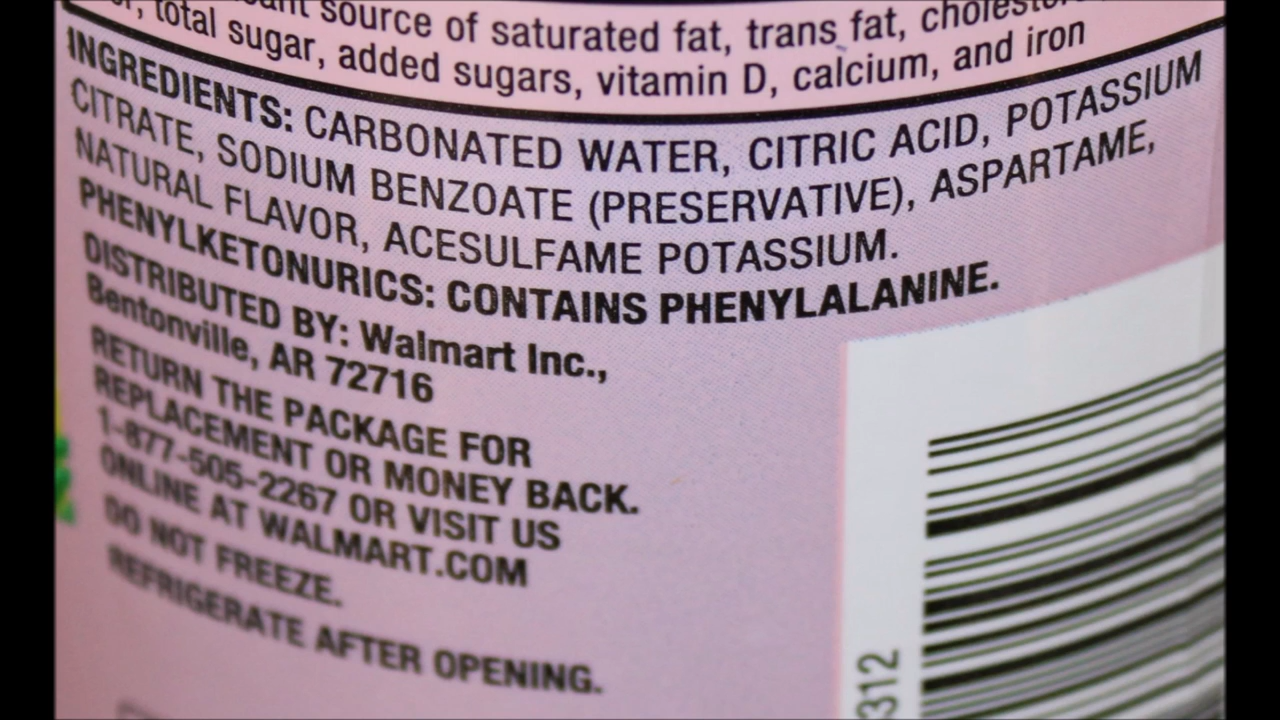 source of saturated fat, trans fat,
total sugar, added sugars, vitamin D, calcium, and iron
INGREDIENTS: CARBONATED WATER, CITRIC ACID, POTASSIUM
CITRATE, SODIUM BENZOATE (PRESERVATIVE), ASPARTAME,
NATURAL FLAVOR, ACESULFAME POTASSIUM.
PHENYLKETONURICS: CONTAINS PHENYLALANINE.
DISTRIBUTED BY: Walmart Inc.,
Bentonville, AR 72716
RETURN THE PACKAGE FOR
REPLACEMENT OR MONEY BACK.
1-877-505-2267 OR VISIT US
ONLINE AT WALMART.COM
DO NOT FREEZE.
REFRIGERATE AFTER OPENING.
312